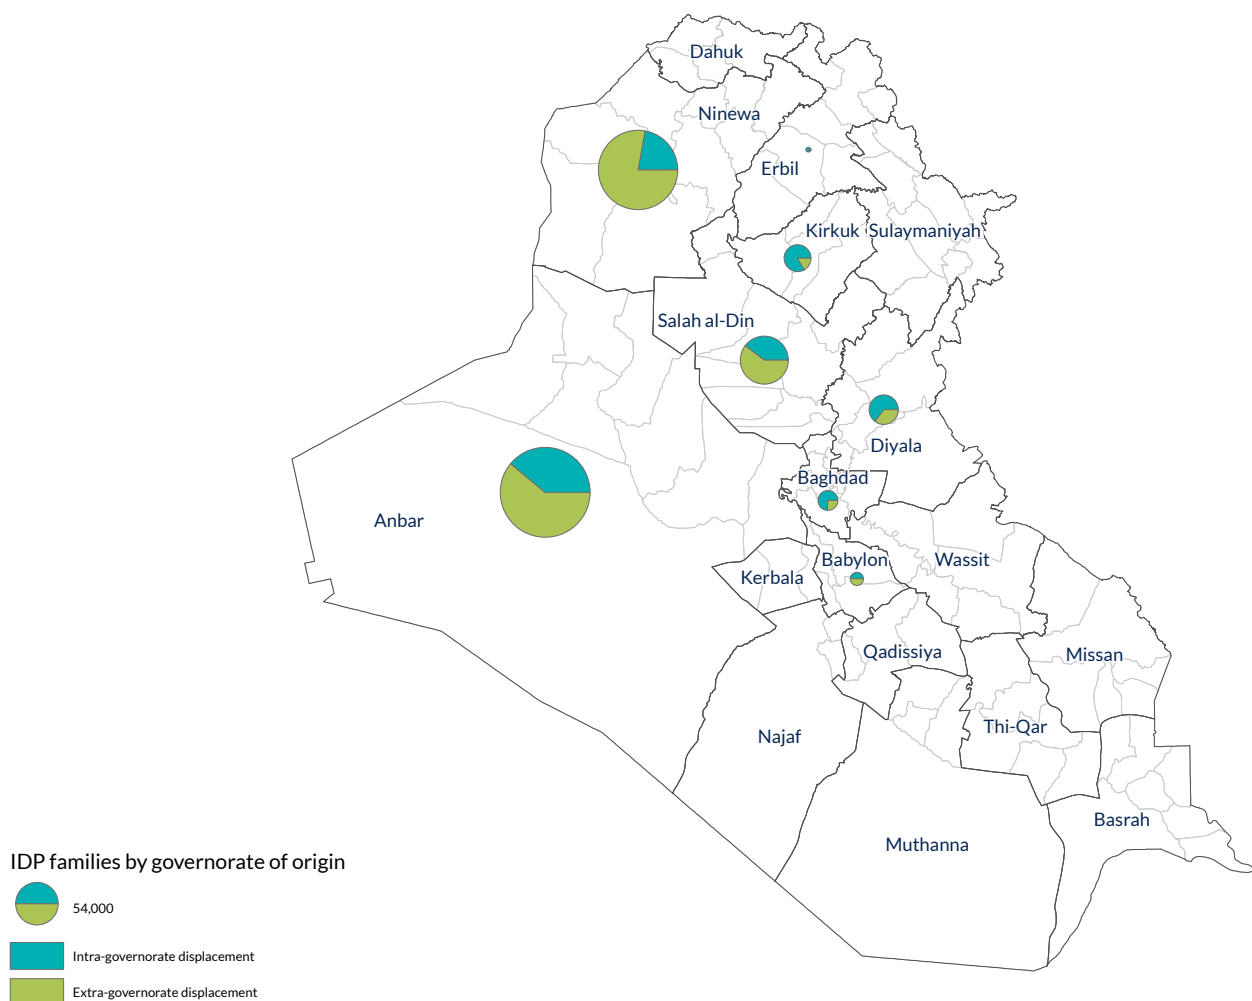 Dahuk
Ninewa
Erbil
Kirkuk
Sulaymaniyah
Salah al-Din
Diyala
Baghdad
Anbar
Babylon
Wassit
Kerbala
Qadissiya
Missan
Thi-Qar
Najaf
Basrah
Muthanna
IDP families by governorate of origin
54,000
Intra-governorate displacement
Extra-governorate displacement